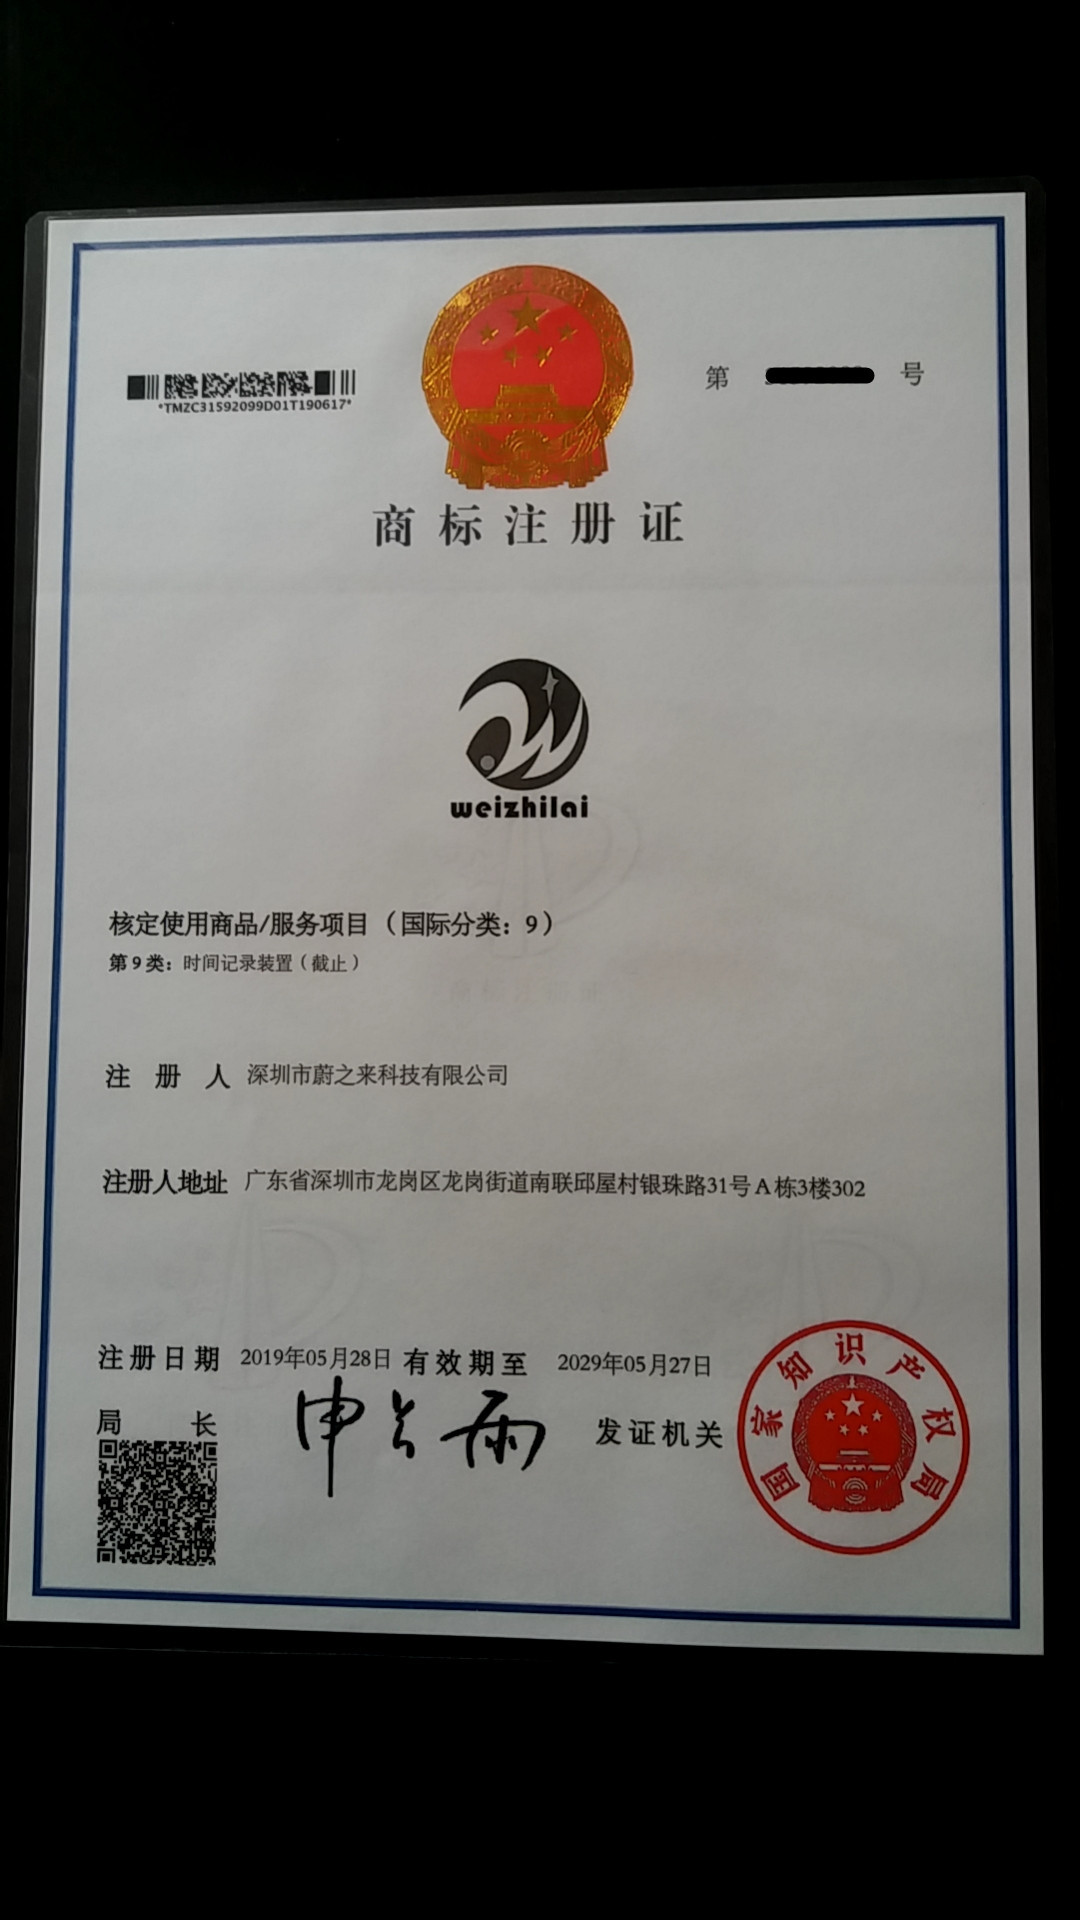 *TMZC31592099D01T190617*
第 号
商标注册证
weizhilai
核定使用商品/服务项目（国际分类：9）
第9类：时间记录装置（截止）
注册人 深圳市蔚之来科技有限公司
注册人地址 广东省深圳市龙岗区龙岗街道南联邱屋村银珠路31号A栋3楼302
注册日期 2019年05月28日 有效期至 2029年05月27日
局长 申长雨 发证机关
国家知识产权局